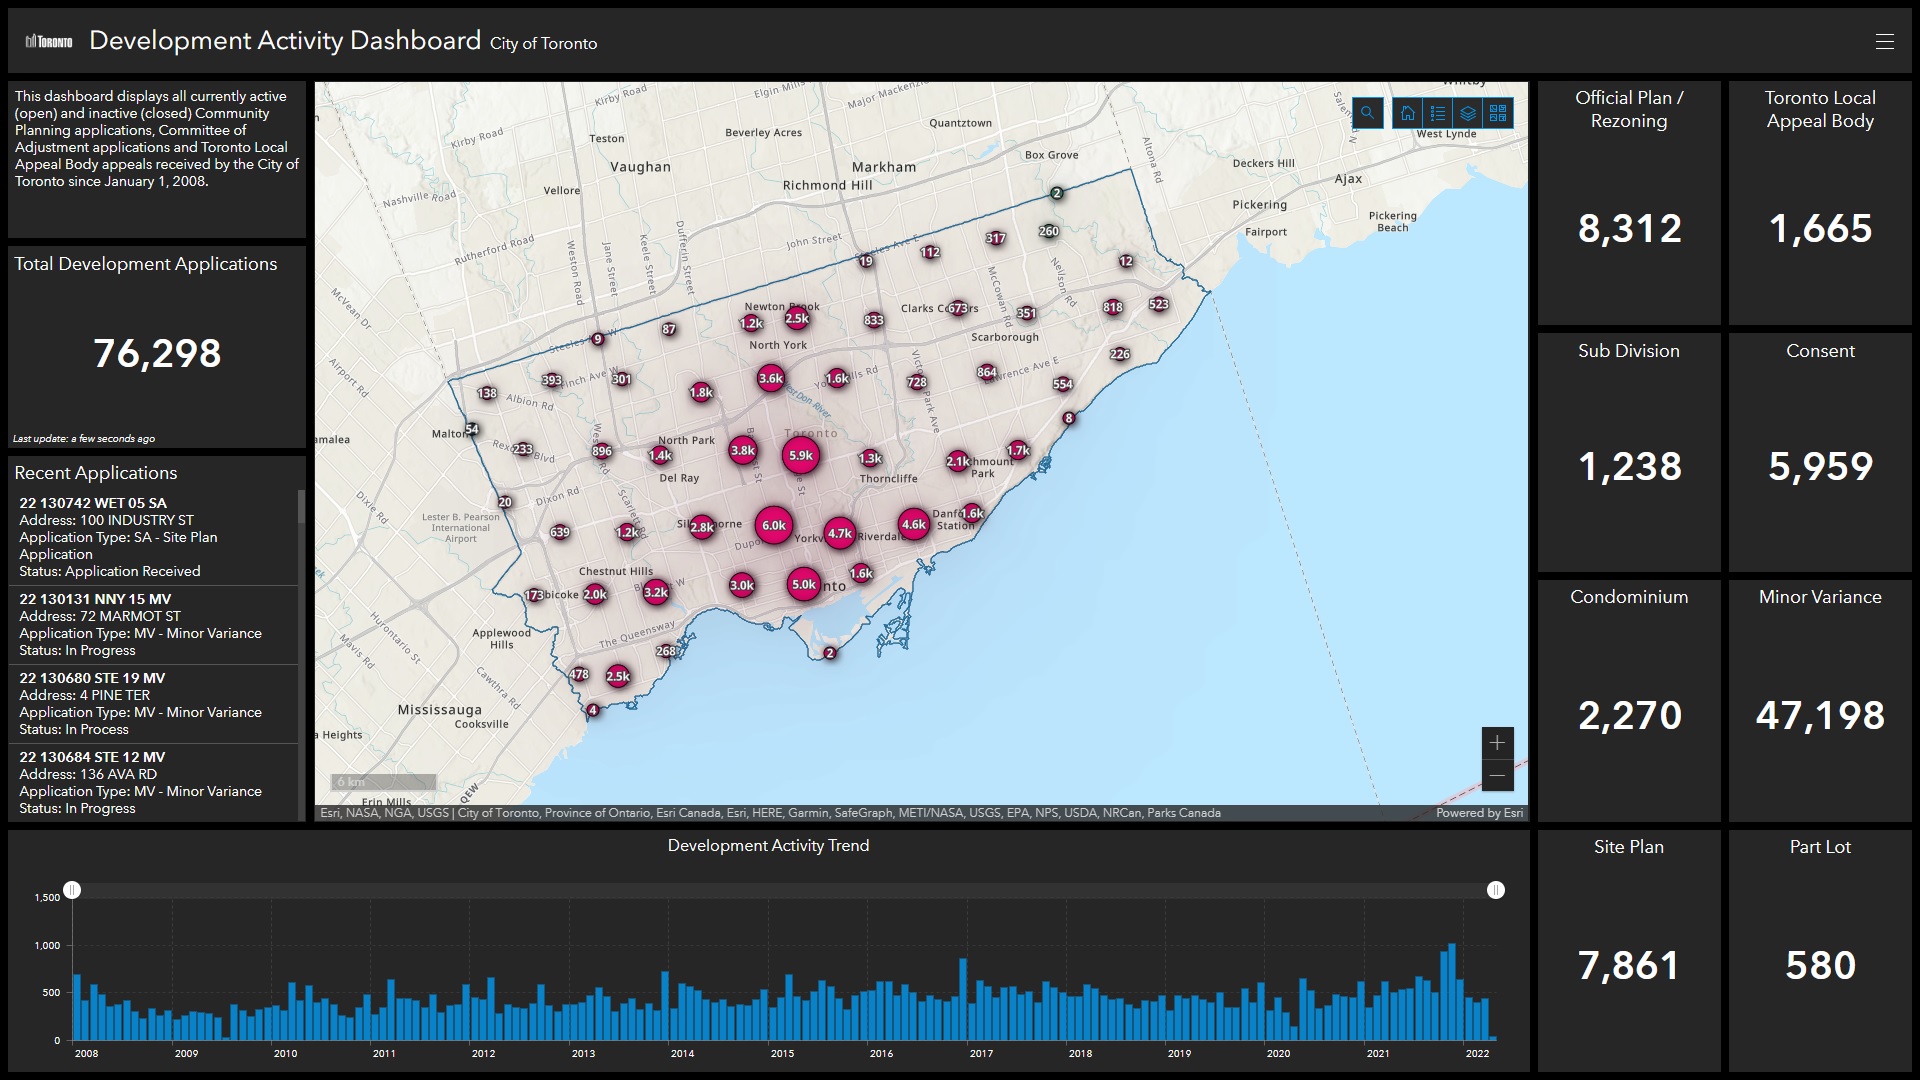 TORONTO
Development Activity Dashboard City of Toronto
This dashboard displays all currently active
(open) and inactive (closed) Community
Planning applications, Committee of
Adjustment applications and Toronto Local
Appeal Body appeals received by the City of
Toronto since January 1, 2008.
Total Development Applications
76,298
Last update: a few seconds ago
Recent Applications
22 130742 WET 05 SA
Address: 100 INDUSTRY ST
Application Type: SA - Site Plan
Application
Status: Application Received
22 130131 NNY 15 MV
Address: 72 MARMOT ST
Application Type: MV - Minor Variance
Status: In Progress
22 130680 STE 19 MV
Address: 4 PINE TER
Application Type: MV - Minor Variance
Status: In Process
22 130684 STE 12 MV
Address: 136 AVA RD
Application Type: MV - Minor Variance
Status: In Progress
Kirby Road
Elgin Mills
Major Mackenzie
Kirby Road
Teston
Beverley Acres
Quantztown
West Lynde
Vaughan
Markham
Box Grove
Altona Rd
Deckers Hill
Richmond Hill
Ajax
Vellore
Nashville Road
2
Pickering
Pickering
Beach
Fairport
260
Rutherford Road
Weston Road
Jane Street
Keele Street
Dufferin Street
John Street
317
112
19
12
McCowan Rd
Neilson Rd
McVean Dr
Newton Brook
1.2k
2.5k
833
Clarks Co
673
rs
351
818
523
87
9
North York
Scarborough
Airport Rd
138
393
Finch Ave W
301
1.8k
3.6k
1.6k
728
864
Lawrence Ave E
226
554
Albion Rd
8
Malton
54
233
896
North Park
1.4k
3.8k
Toronto
5.9k
1.3k
2.1k
chmount
Park
1.7k
Del Ray
Thorncliffe
Dixie Rd
20
Dixon Rd
Scarlett Rd
Lester B. Pearson
International
Airport
639
1.2k
2.8k
6.0k
4.7k
Riverdale
4.6k
Station
1.6k
Chestnut Hills
173
2.0k
3.2k
3.0k
5.0k
nto
1.6k
Hurontario St
Applewood
Hills
The Queensway
Mavis Rd
268
2
478
2.5k
4
Cawthra Rd
Mississauga
Cooksville
a Heights
6 km
Erin Mills
QEW
Esri, NASA, NGA, USGS | City of Toronto, Province of Ontario, Esri Canada, Esri, HERE, Garmin, SafeGraph, METI/NASA, USGS, EPA, NPS, USDA, NRCan, Parks Canada
Powered by Esri
Official Plan /
Rezoning
8,312
Toronto Local
Appeal Body
1,665
Sub Division
1,238
Consent
5,959
Condominium
2,270
Minor Variance
47,198
Site Plan
7,861
Part Lot
580
Development Activity Trend
1,500
1,000
500
0
2008
2009
2010
2011
2012
2013
2014
2015
2016
2017
2018
2019
2020
2021
2022